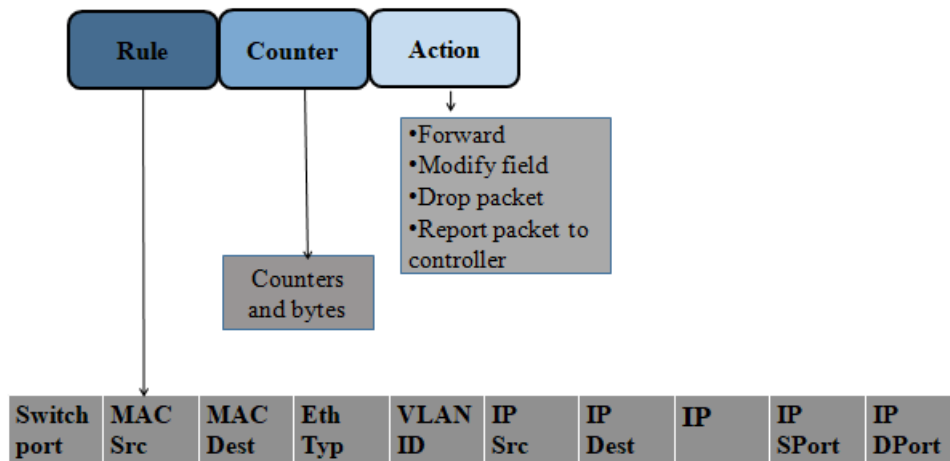 Rule
Counter
Action
•Forward
•Modify field
•Drop packet
•Report packet to
controller
Counters
and bytes
Switch
port
MAC
Src
MAC
Dest
Eth
Typ
VLAN
ID
IP
Src
IP
Dest
IP
IP
SPort
IP
DPort